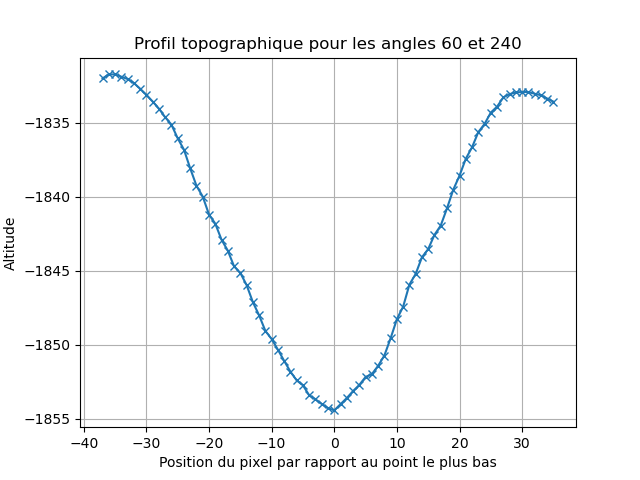 Profil topographique pour les angles 60 et 240
Altitude
−1835
−1840
−1845
−1850
−1855
−40 −30 −20 −10 0 10 20 30
Position du pixel par rapport au point le plus bas